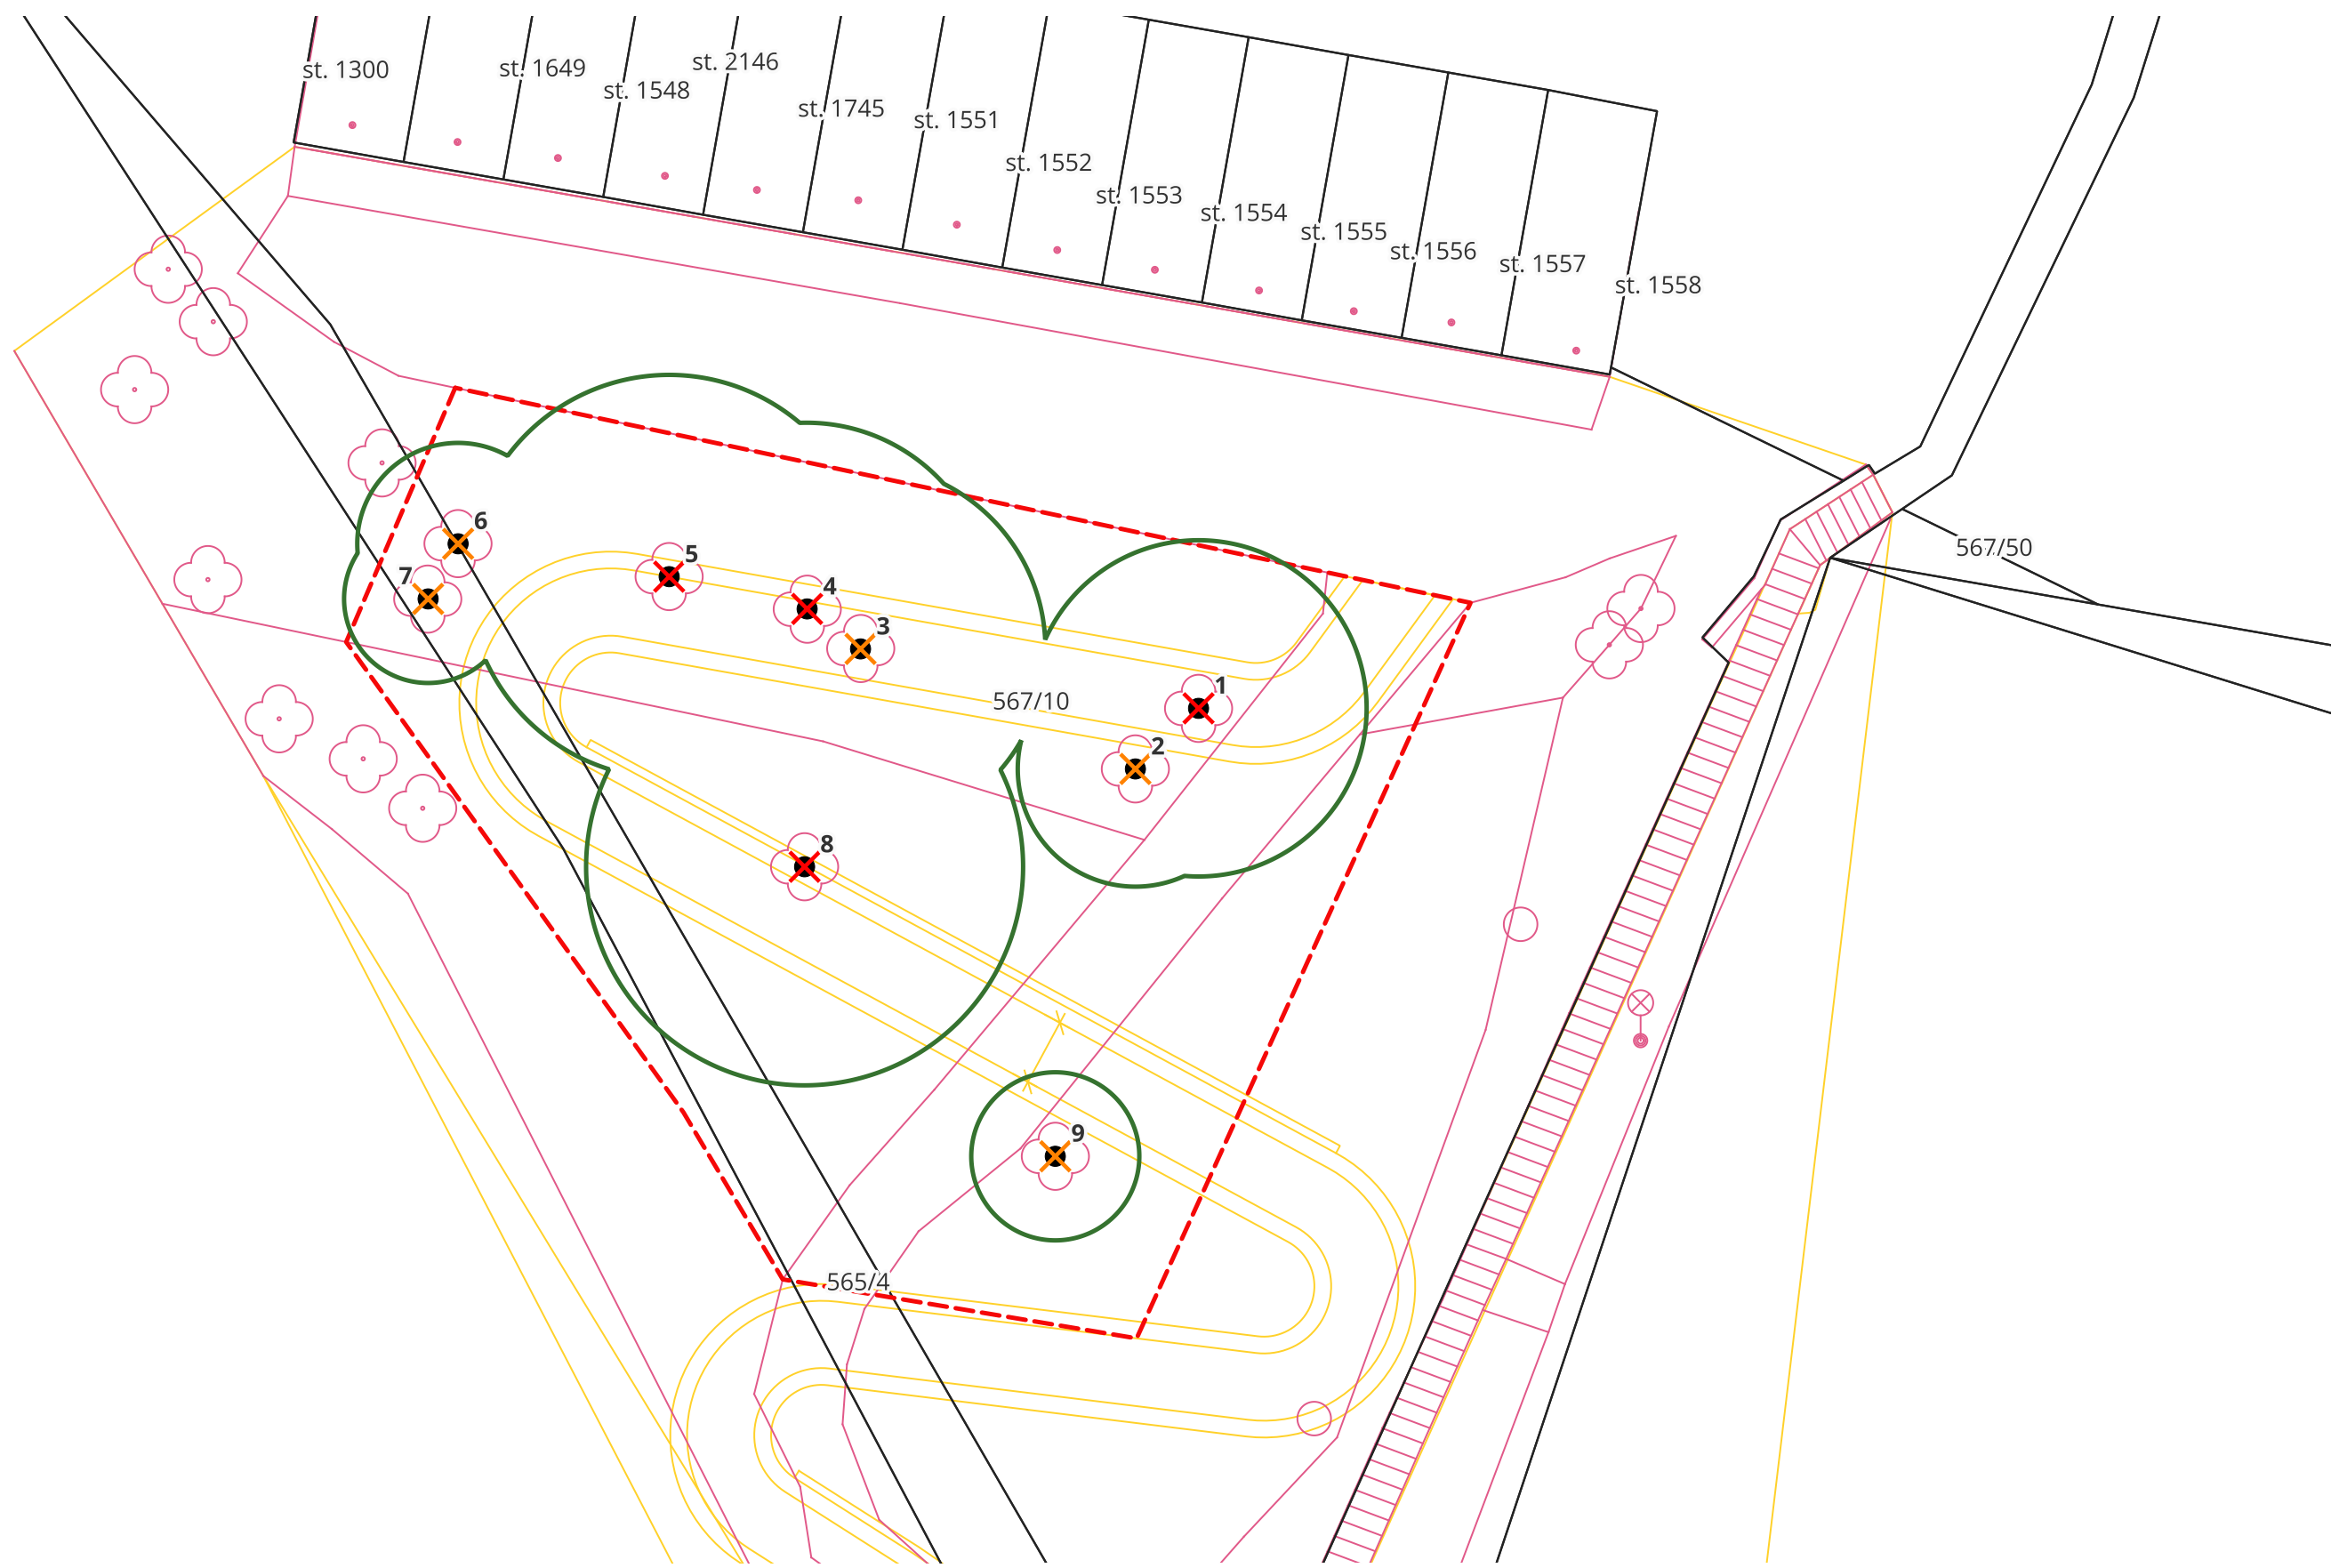 st. 1300
st. 1649
st. 1548
st. 2146
st. 1745
st. 1551
st. 1552
st. 1553
st. 1554
st. 1555
st. 1556
st. 1557
st. 1558
567/50
6
5
7
4
3
1
567/10
2
8
9
565/4